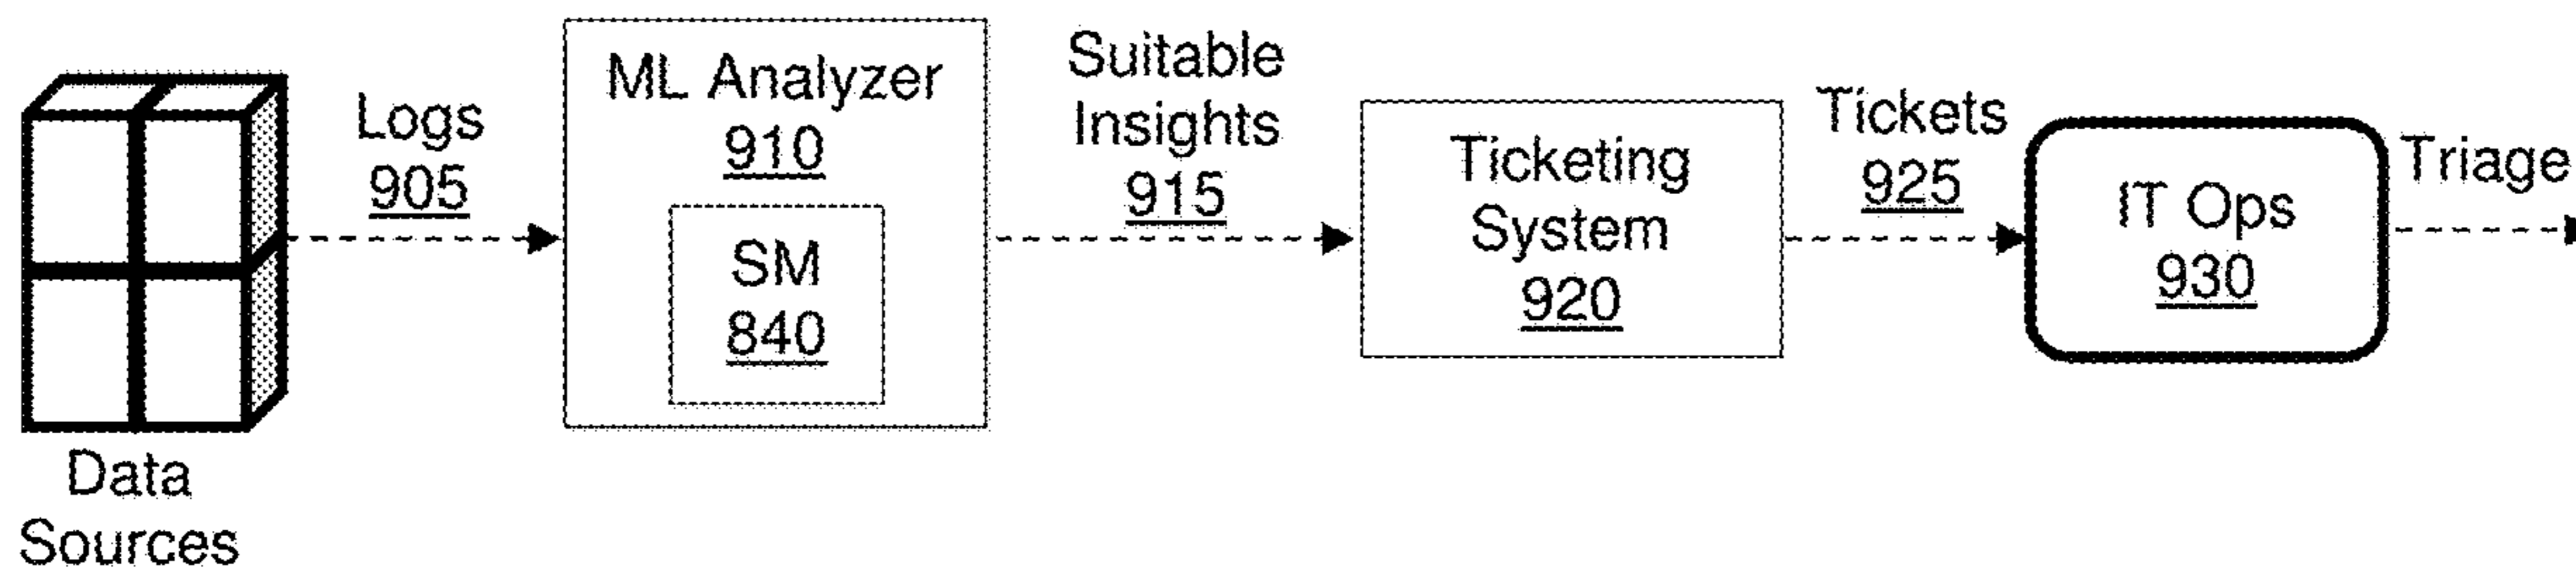 Data
Sources
Logs
905
ML Analyzer
910
SM
840
Suitable
Insights
915
Ticketing
System
920
Tickets
925
IT Ops
930
Triage